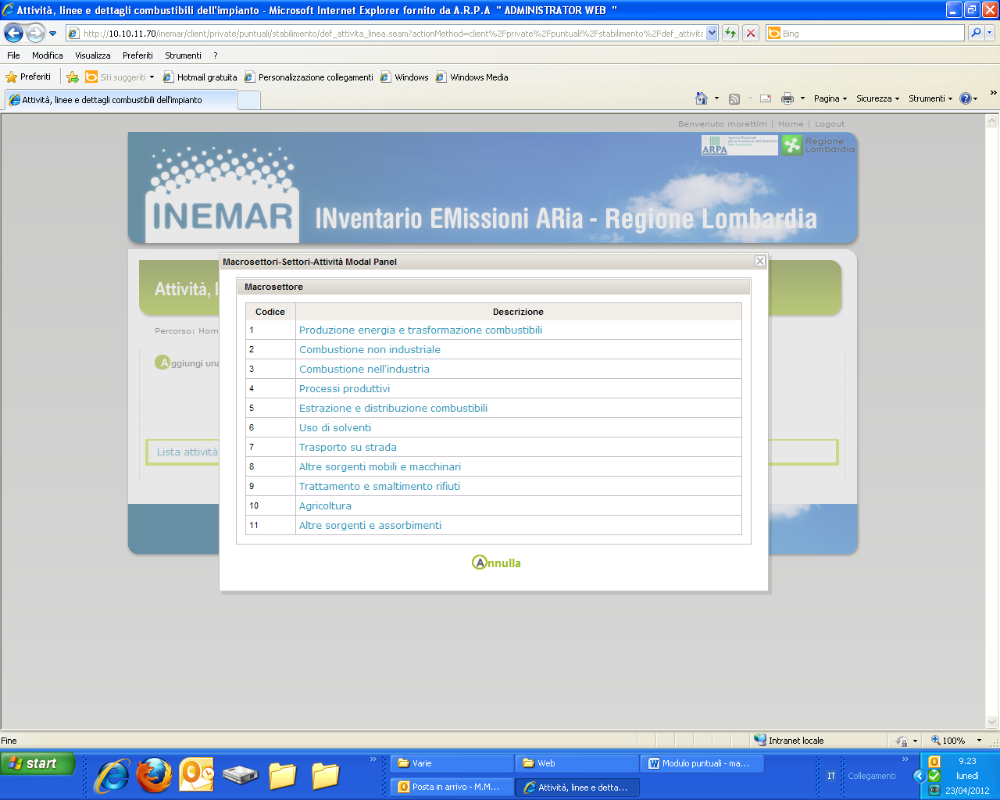 Attività, linee e dettagli combustibili dell'impianto - Microsoft Internet Explorer fornito da A.R.P.A " ADMINISTRATOR WEB "
http://10.10.11.70/inemar/client/private/puntuali/stabilimento/def_attivita_linea.seam?actionMethod=client%2Fprivate%2Fpuntuali%2Fstabilimento%2Fdef_attivita Bing
File Modifica Visualizza Preferiti Strumenti ?
Preferiti Siti suggeriti Hotmail gratuita Personalizzazione collegamenti Windows Windows Media
Attività, linee e dettagli combustibili dell'impianto Pagina Sicurezza Strumenti
Benvenuto morettim | Home | Logout
ARPA Regione Lombardia
INEMAR INventario EMissioni ARia - Regione Lombardia
Attività, l
Percorso: Hom
Aggiungi una
Lista attività
Macrosettori-Settori-Attività Modal Panel
Macrosettore
Codice Descrizione
1 Produzione energia e trasformazione combustibili
2 Combustione non industriale
3 Combustione nell'industria
4 Processi produttivi
5 Estrazione e distribuzione combustibili
6 Uso di solventi
7 Trasporto su strada
8 Altre sorgenti mobili e macchinari
9 Trattamento e smaltimento rifiuti
10 Agricoltura
11 Altre sorgenti e assorbimenti
Annulla
Fine Intranet locale 100%
start Varie Web Modulo puntuali - ma...
Posta in arrivo - M.M... Attività, linee e detta...
IT Collegamenti
9.23
lunedì
23/04/2012